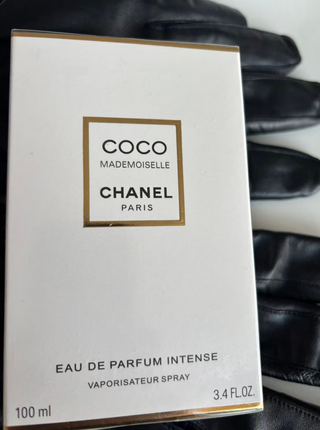 COCO
MADEMOISELLE
CHANEL
PARIS
EAU DE PARFUM INTENSE
VAPORISATEUR SPRAY
100 ml
3.4 FL.OZ.